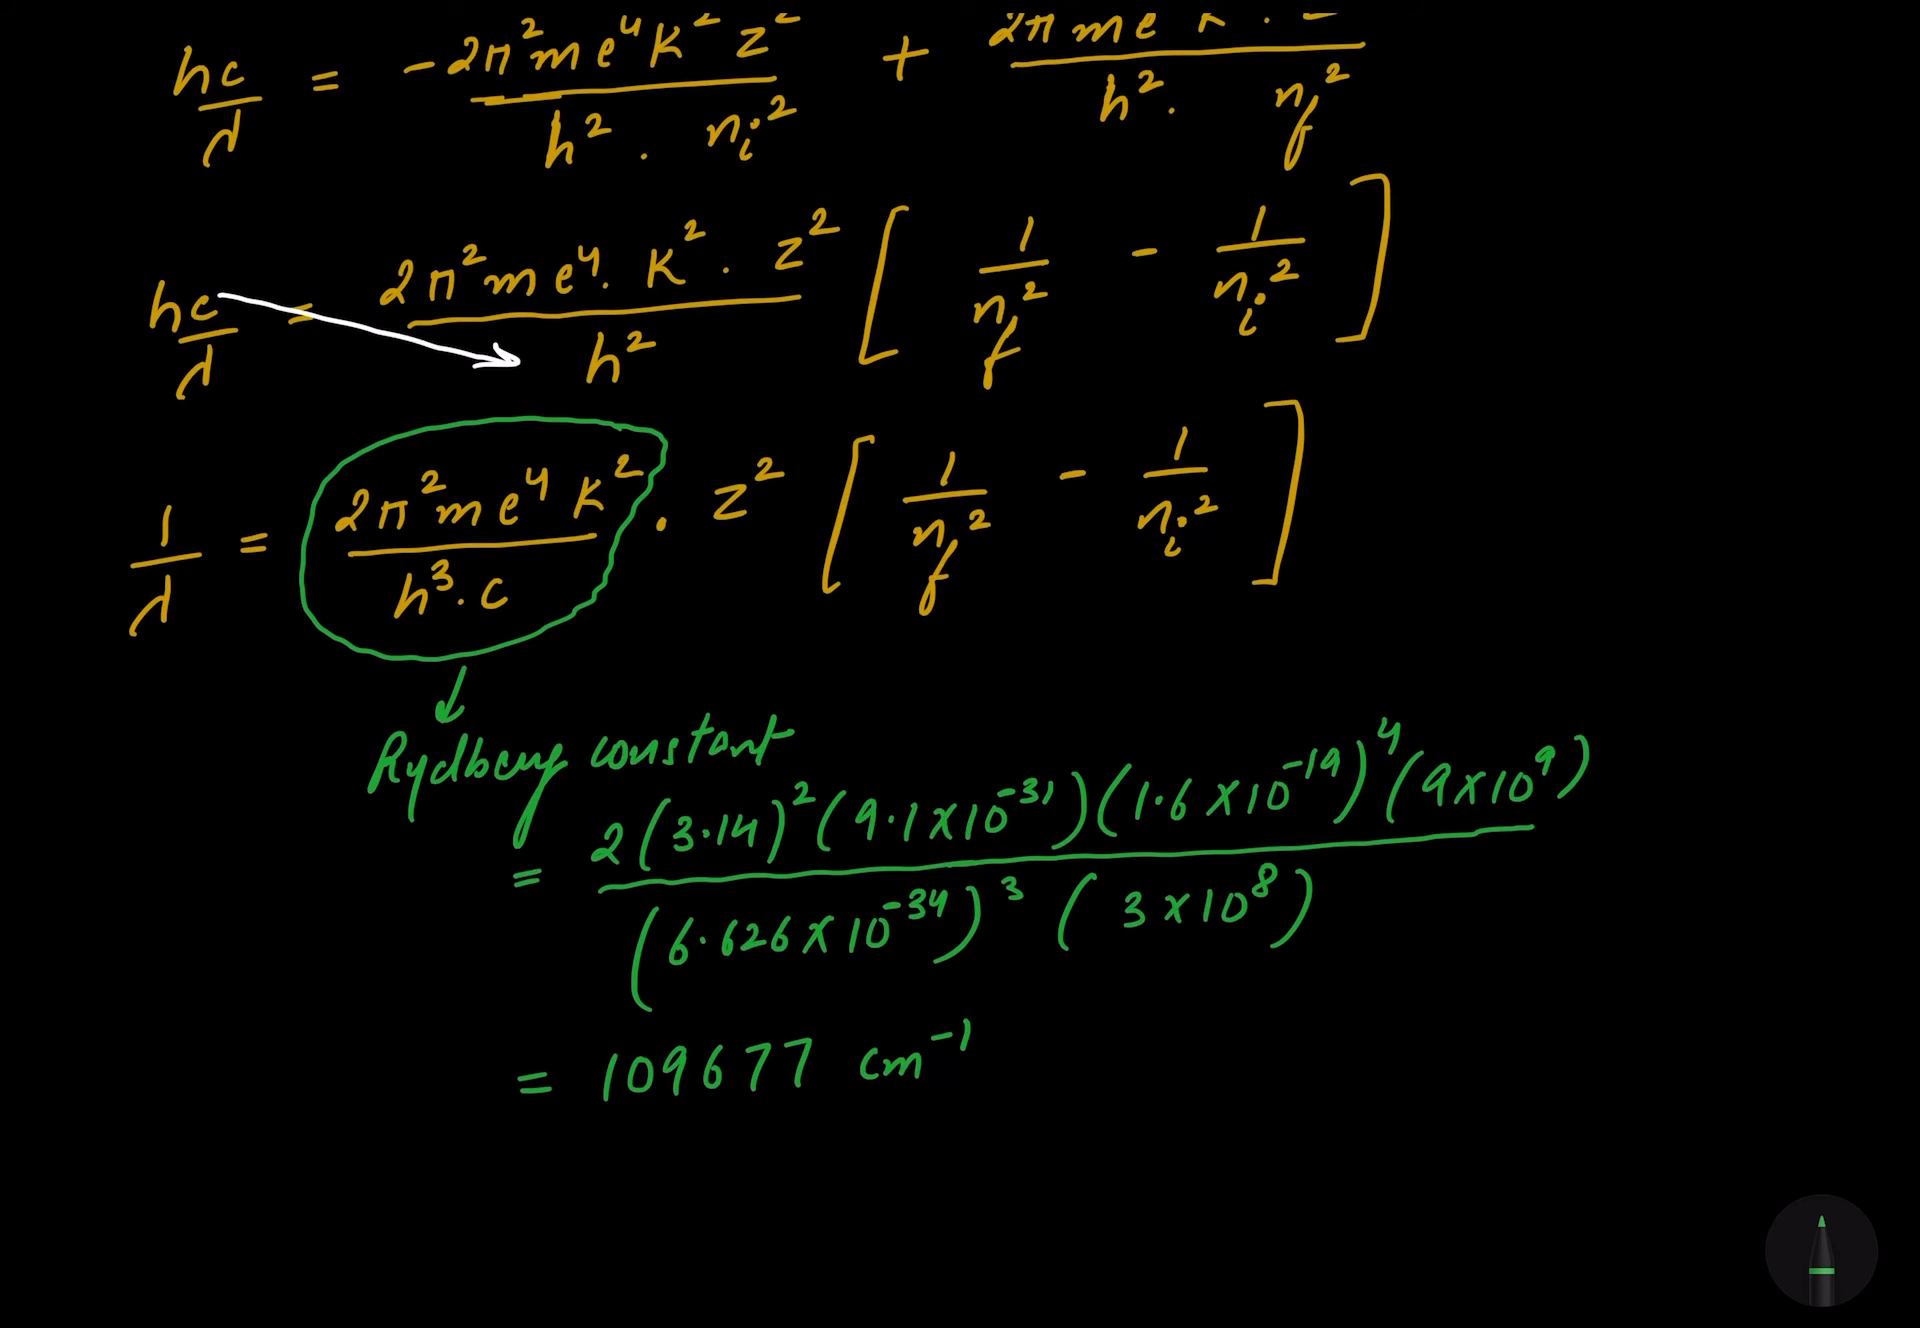 hc/λ = -2π²me⁴K²z²/h².nᵢ² + 2πmeK.z/h².n_f²
hc/λ = 2π²me⁴.K².z²/h² [1/n_f² - 1/nᵢ²]
1/λ = 2π²me⁴K²/h³.c . z² [1/n_f² - 1/nᵢ²]
Rydberg constant
= 2(3.14)²(9.1×10⁻³¹)(1.6×10⁻¹⁹)⁴(9×10⁹)/(6.626×10⁻³⁴)³(3×10⁸)
= 109677 cm⁻¹